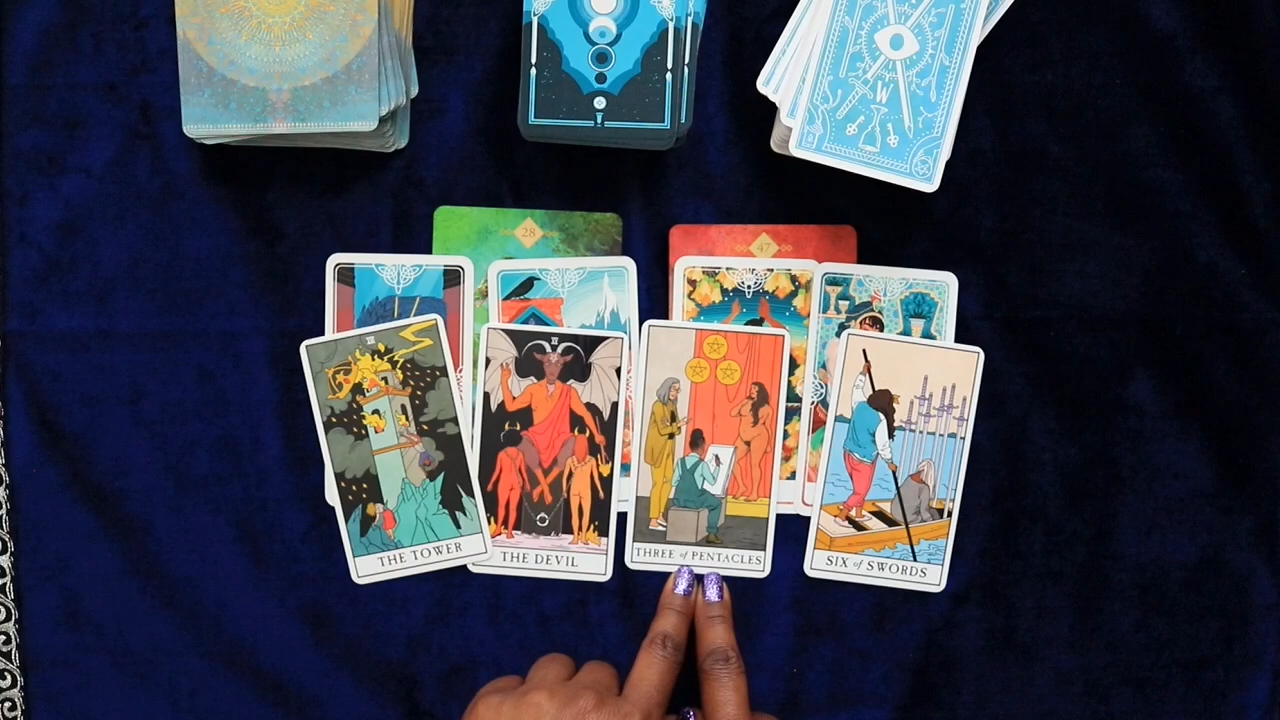 W
28
47
THE TOWER
THE DEVIL
THREE of PENTACLES
SIX of SWORDS